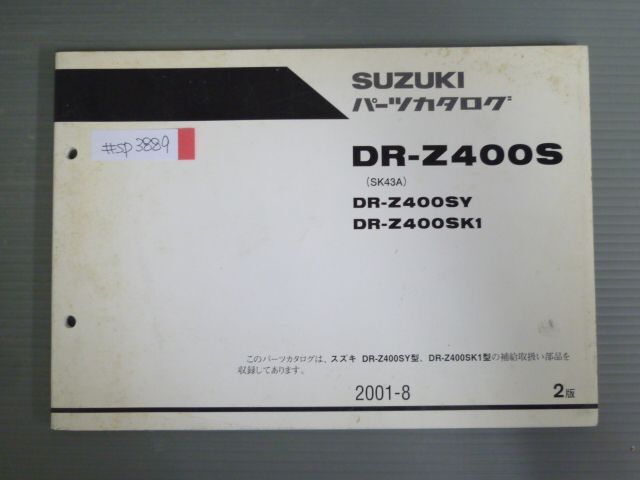 SUZUKI
パーツカタログ
#SP3889
DR-Z400S
(SK43A)
DR-Z400SY
DR-Z400SK1
このパーツカタログは、スズキ DR-Z400SY型、DR-Z400SK1型の補給取扱い部品を
収録してあります。
2001-8
2版